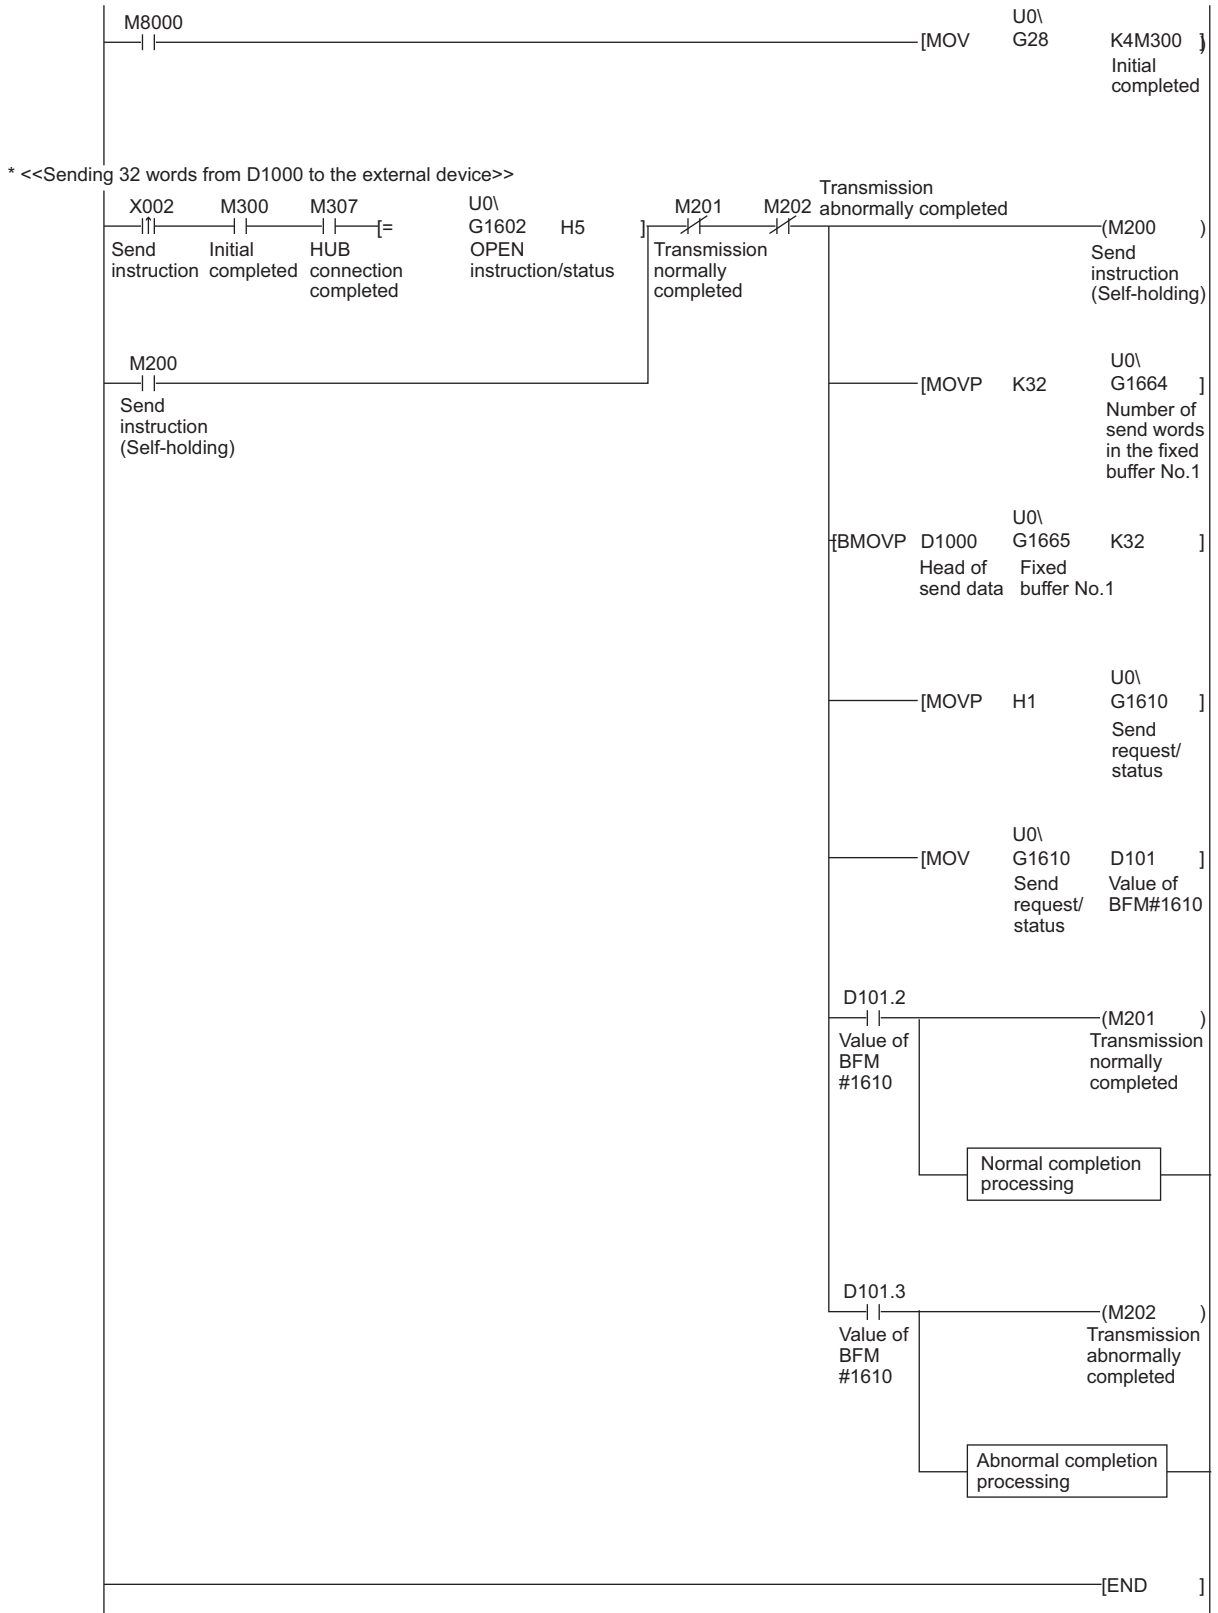 M8000
[MOV U0\ G28 K4M300 ]
Initial
completed
* <<Sending 32 words from D1000 to the external device>>
X002 M300 M307 [= U0\ G1602 H5 ] M201 M202 (M200 )
Send
instruction
Initial
completed
HUB
connection
completed
OPEN
instruction/status
Transmission
normally
completed
Transmission
abnormally completed
Send
instruction
(Self-holding)
M200
Send
instruction
(Self-holding)
[MOVP K32 U0\ G1664 ]
Number of
send words
in the fixed
buffer No.1
[BMOVP D1000 U0\ G1665 K32 ]
Head of
send data
Fixed
buffer No.1
[MOVP H1 U0\ G1610 ]
Send
request/
status
[MOV U0\ G1610 D101 ]
Send
request/
status
Value of
BFM#1610
D101.2
(M201 )
Value of
BFM
#1610
Transmission
normally
completed
Normal completion
processing
D101.3
(M202 )
Value of
BFM
#1610
Transmission
abnormally
completed
Abnormal completion
processing
[END ]